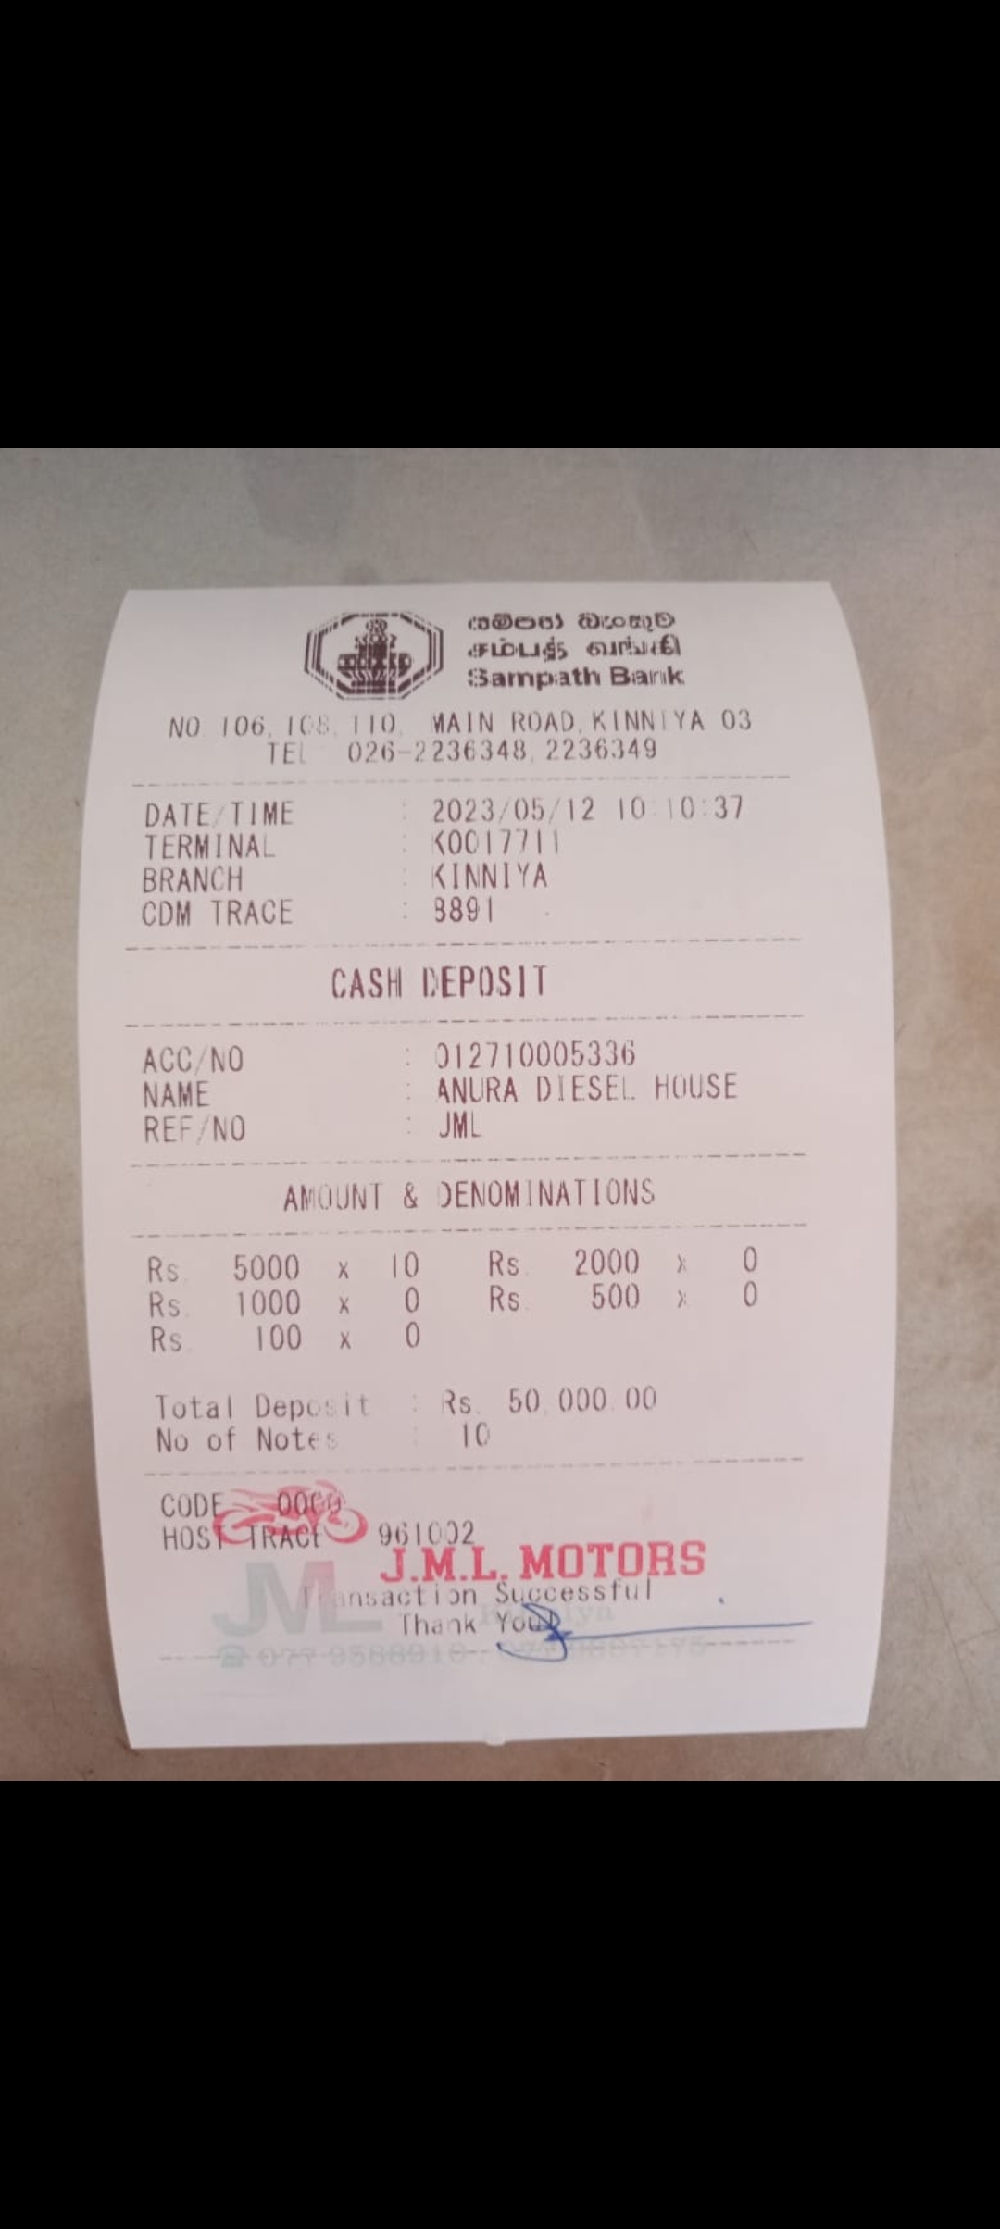 සම්පත් බැංකුව
சம்பத் வங்கி
Sampath Bank
NO 106, 108, 110, MAIN ROAD, KINNIYA 03
TEL 026-2236348, 2236349
DATE/TIME : 2023/05/12 10:10:37
TERMINAL : K0017711
BRANCH : KINNIYA
CDM TRACE : 8891
CASH DEPOSIT
ACC/NO : 012710005336
NAME : ANURA DIESEL HOUSE
REF/NO : JML
AMOUNT & DENOMINATIONS
Rs. 5000 x 10 Rs. 2000 x 0
Rs. 1000 x 0 Rs. 500 x 0
Rs. 100 x 0
Total Deposit : Rs. 50,000.00
No of Notes : 10
CODE 0000
HOST TRACE 961002
J.M.L. MOTORS
JML
Transaction Successful
Thank You